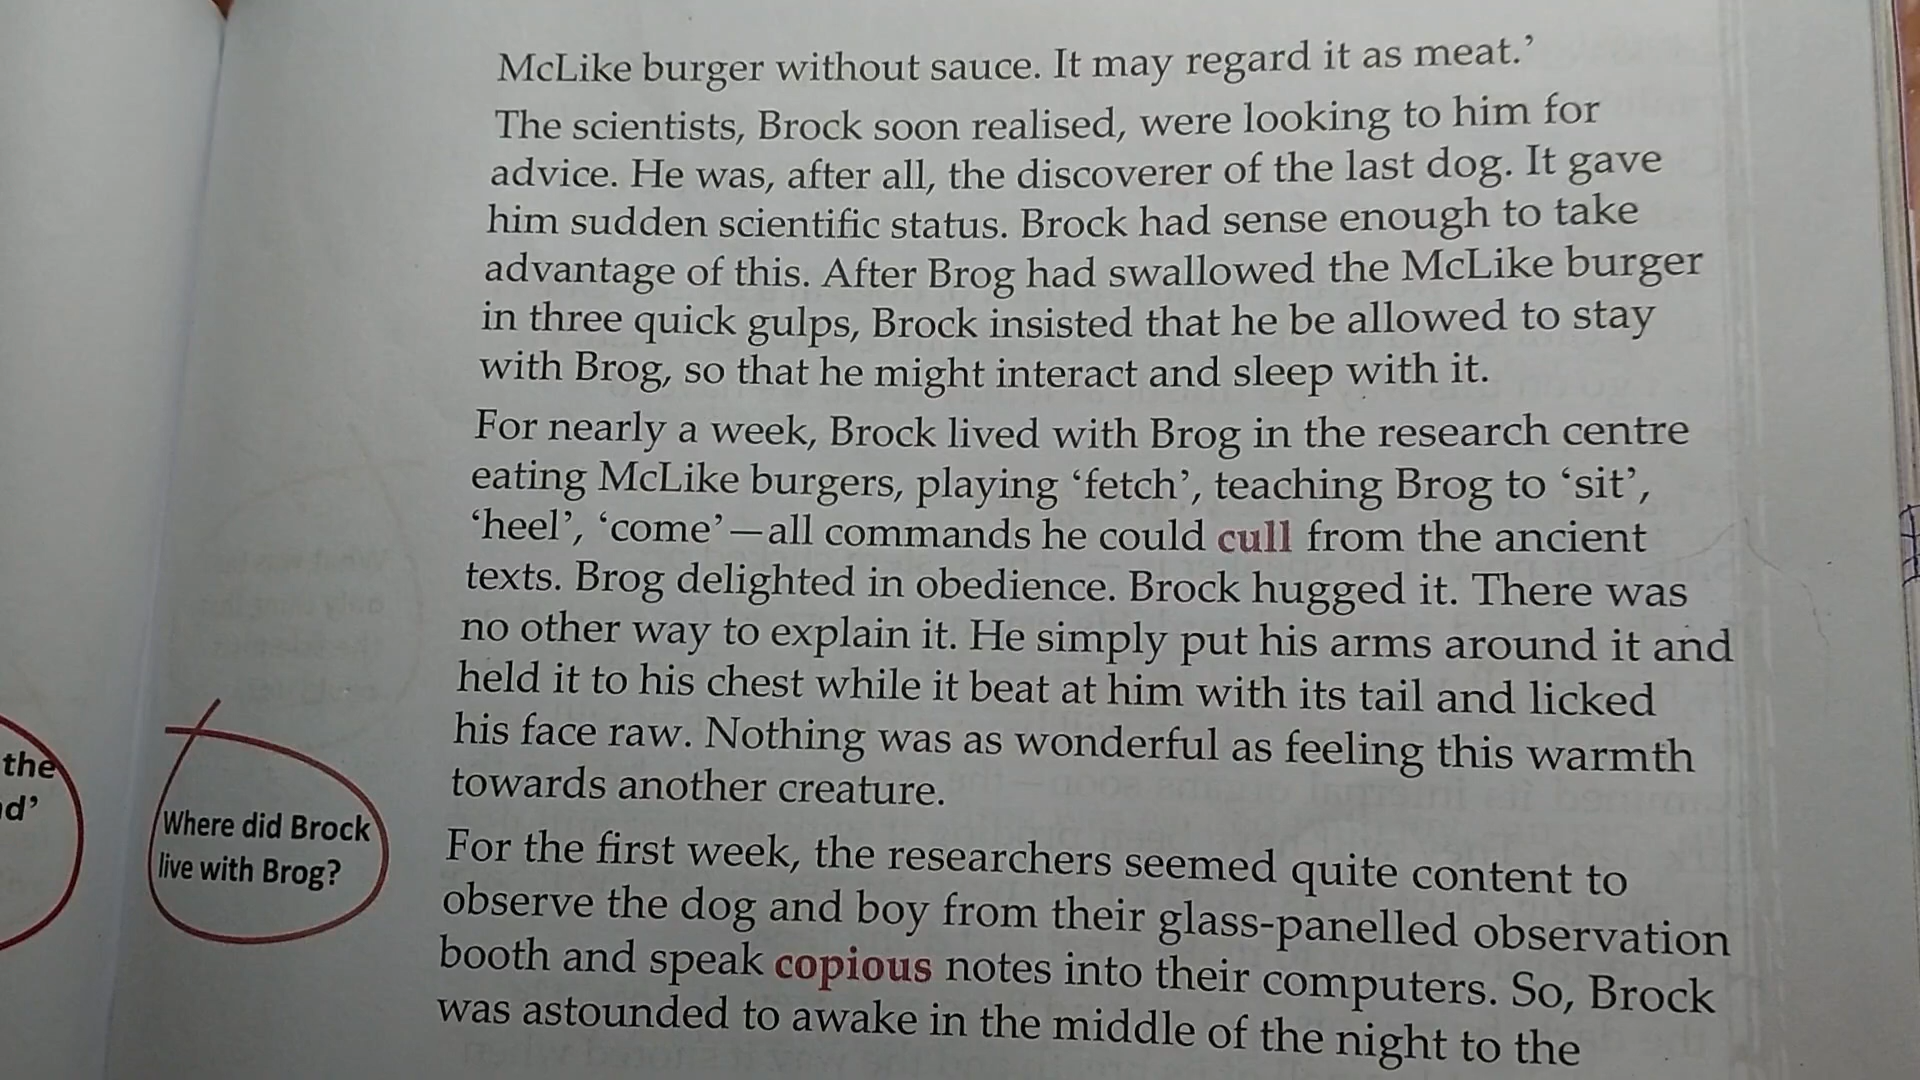 McLike burger without sauce. It may regard it as meat.’
The scientists, Brock soon realised, were looking to him for
advice. He was, after all, the discoverer of the last dog. It gave
him sudden scientific status. Brock had sense enough to take
advantage of this. After Brog had swallowed the McLike burger
in three quick gulps, Brock insisted that he be allowed to stay
with Brog, so that he might interact and sleep with it.
For nearly a week, Brock lived with Brog in the research centre
eating McLike burgers, playing ‘fetch’, teaching Brog to ‘sit’,
‘heel’, ‘come’—all commands he could cull from the ancient
texts. Brog delighted in obedience. Brock hugged it. There was
no other way to explain it. He simply put his arms around it and
held it to his chest while it beat at him with its tail and licked
his face raw. Nothing was as wonderful as feeling this warmth
towards another creature.
For the first week, the researchers seemed quite content to
observe the dog and boy from their glass-panelled observation
booth and speak copious notes into their computers. So, Brock
was astounded to awake in the middle of the night to the
the
d’
Where did Brock
live with Brog?